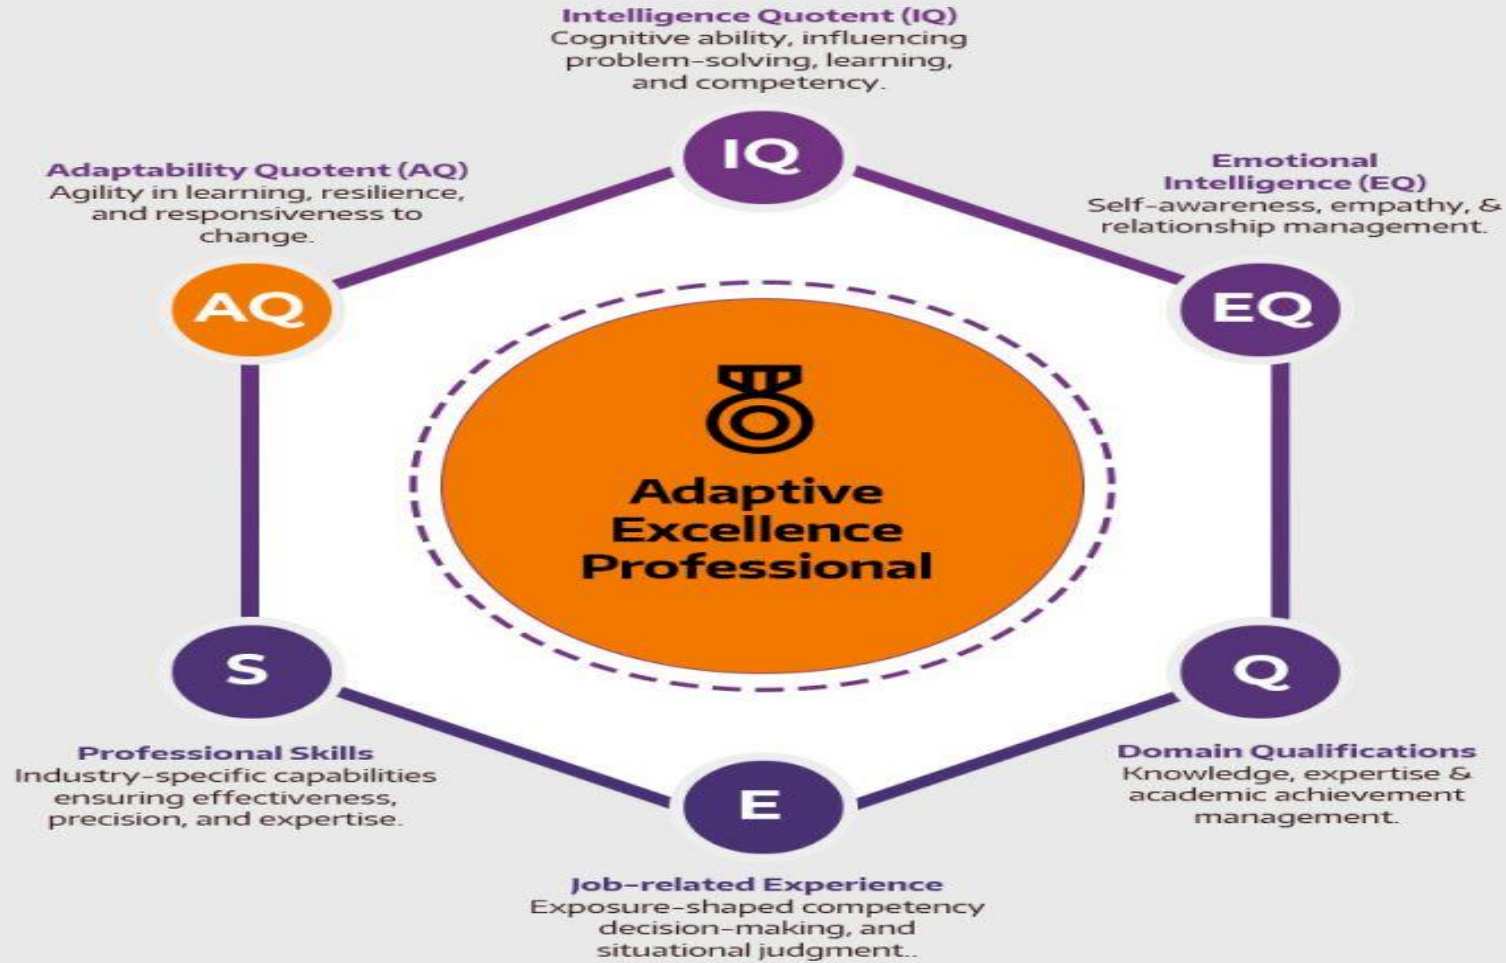 Intelligence Quotent (IQ)
Cognitive ability, influencing
problem-solving, learning,
and competency.
IQ
Adaptability Quotent (AQ)
Agility in learning, resilience,
and responsiveness to
change.
AQ
Emotional
Intelligence (EQ)
Self-awareness, empathy, &
relationship management.
EQ
Adaptive
Excellence
Professional
S
Professional Skills
Industry-specific capabilities
ensuring effectiveness,
precision, and expertise.
Q
Domain Qualifications
Knowledge, expertise &
academic achievement
management.
E
Job-related Experience
Exposure-shaped competency
decision-making, and
situational judgment..